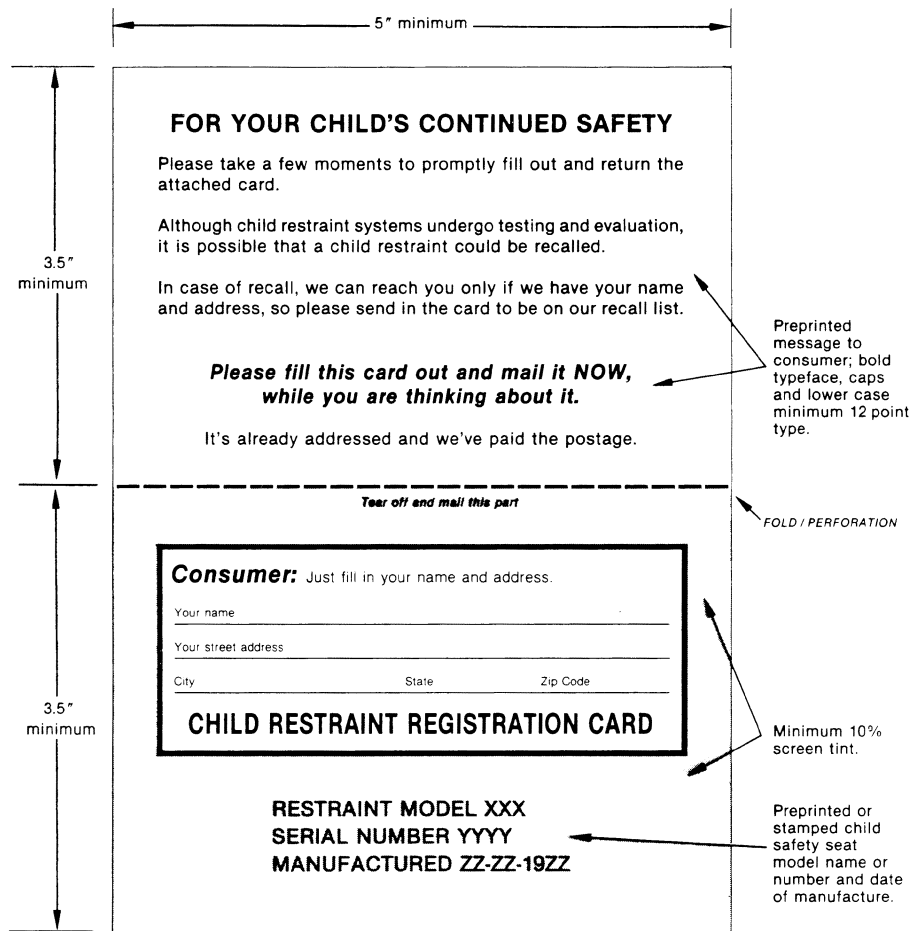 5" minimum
FOR YOUR CHILD'S CONTINUED SAFETY
Please take a few moments to promptly fill out and return the
attached card.
Although child restraint systems undergo testing and evaluation,
it is possible that a child restraint could be recalled.
In case of recall, we can reach you only if we have your name
and address, so please send in the card to be on our recall list.
Please fill this card out and mail it NOW,
while you are thinking about it.
It's already addressed and we've paid the postage.
3.5"
minimum
Preprinted
message to
consumer; bold
typeface, caps
and lower case
minimum 12 point
type.
Tear off and mail this part
FOLD / PERFORATION
Consumer: Just fill in your name and address.
Your name
Your street address
City State Zip Code
CHILD RESTRAINT REGISTRATION CARD
3.5"
minimum
Minimum 10%
screen tint.
RESTRAINT MODEL XXX
SERIAL NUMBER YYYY
MANUFACTURED ZZ-ZZ-19ZZ
Preprinted or
stamped child
safety seat
model name or
number and date
of manufacture.